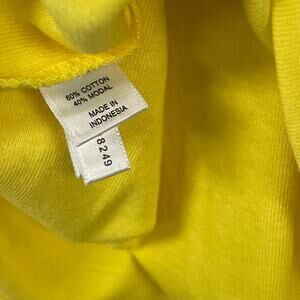 60% COTTON
40% MODAL
MADE IN
INDONESIA
8249